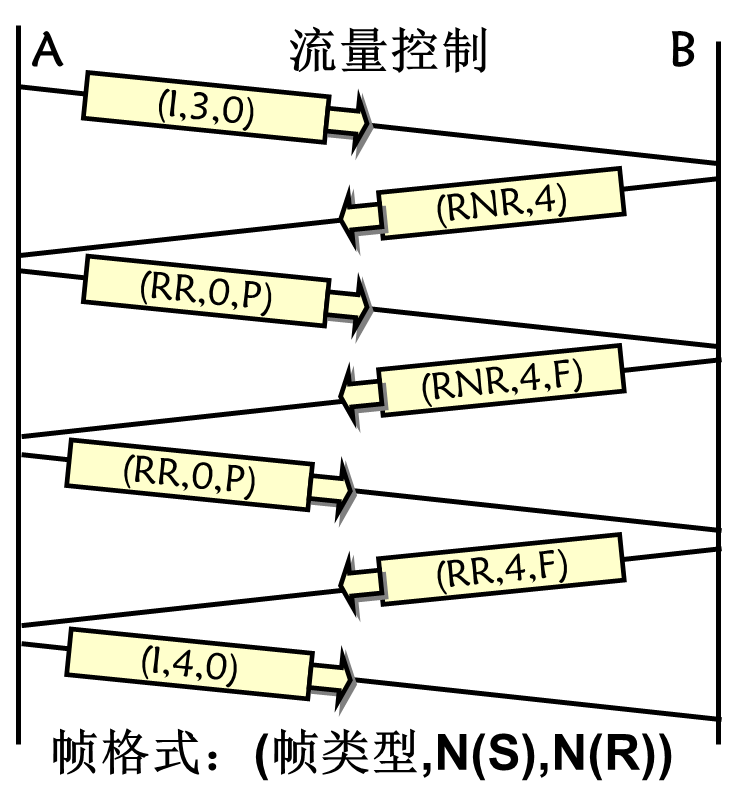 A 流量控制 B
(I,3,0)
(RNR,4)
(RR,0,P)
(RNR,4,F)
(RR,0,P)
(RR,4,F)
(I,4,0)
帧格式：(帧类型,N(S),N(R))